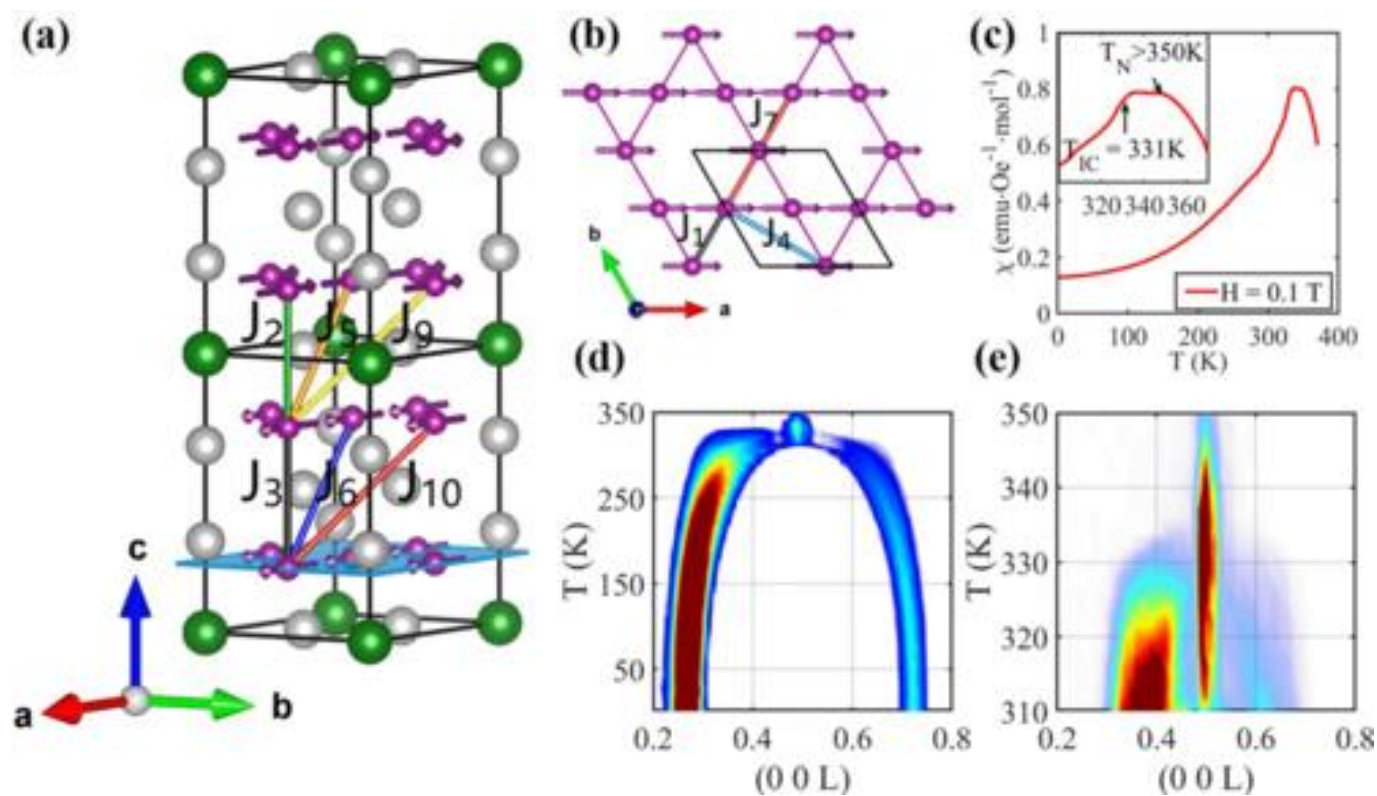 (a)
J2
J5
J9
J3
J6
J10
c
a
b
(b)
J7
J1
J4
b
c
a
(c)
χ (emu·Oe⁻¹·mol⁻¹)
1
0.8
0.6
0.4
0.2
0
TN>350K
TIC = 331K
320 340 360
H = 0.1 T
0 100 200 300 400
T (K)
(d)
T (K)
350
250
150
50
0.2 0.4 0.6 0.8
(0 0 L)
(e)
T (K)
350
340
330
320
310
0.2 0.4 0.6 0.8
(0 0 L)